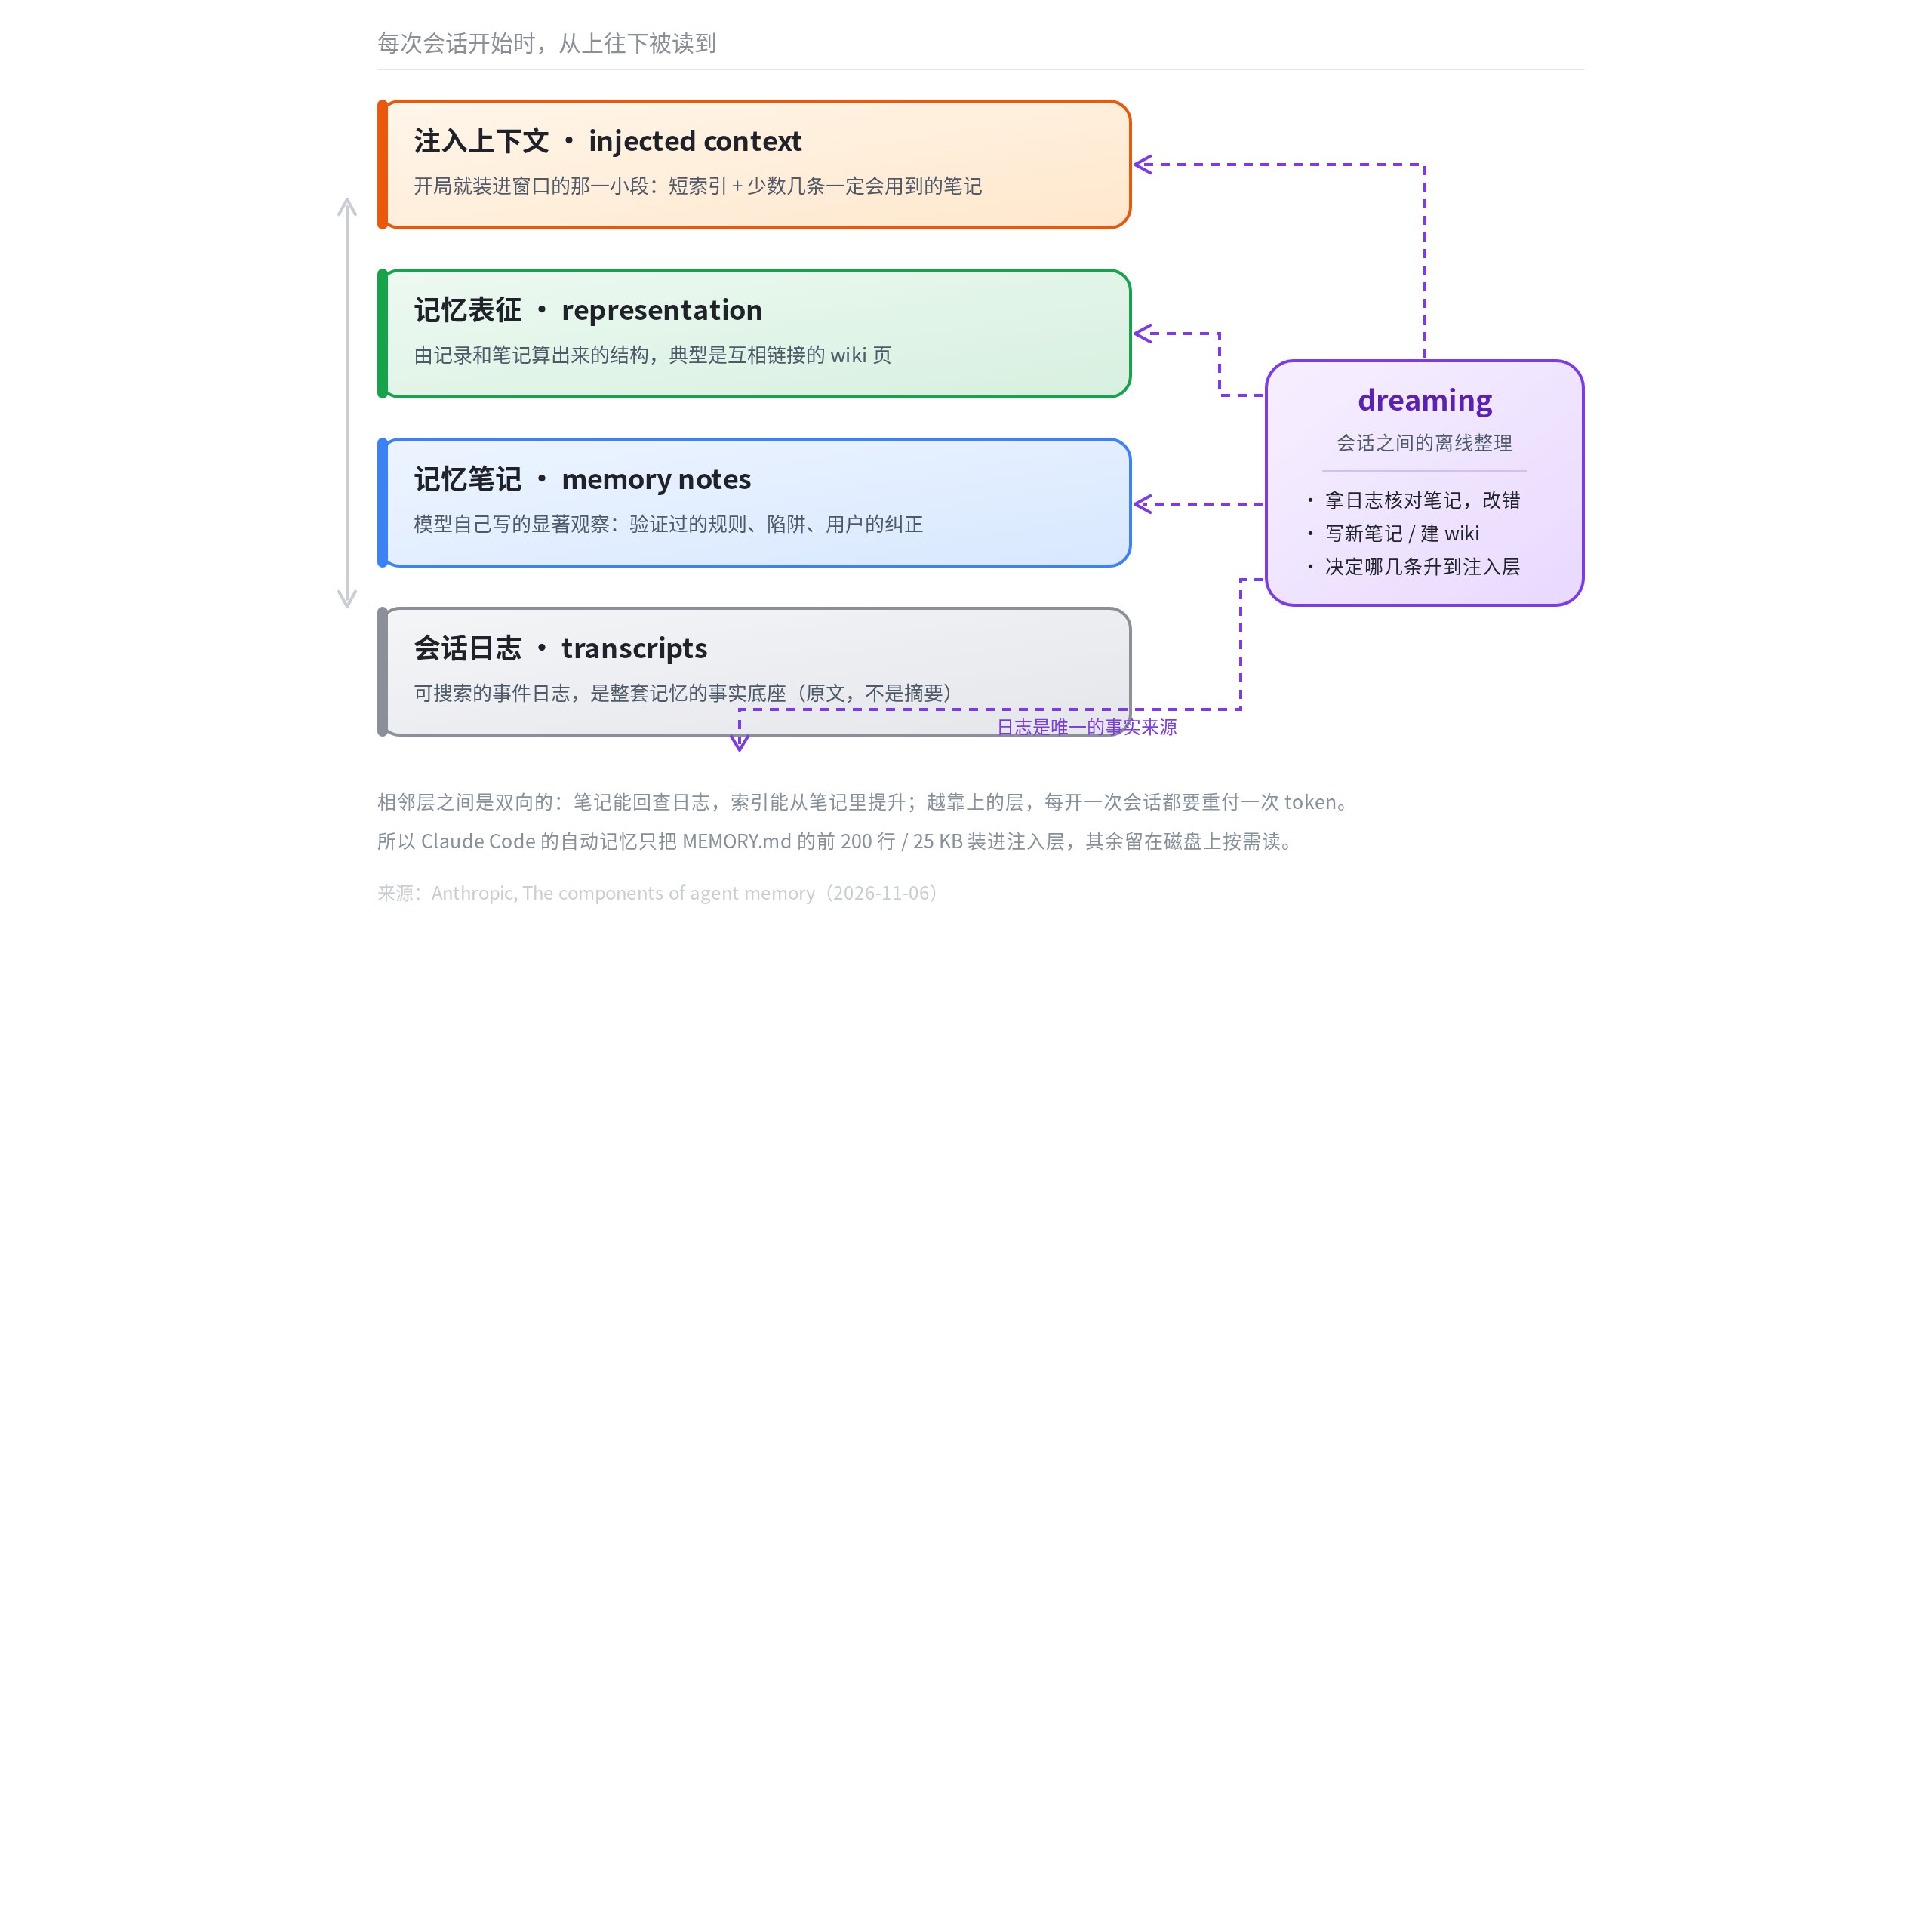 每次会话开始时，从上往下被读到
注入上下文 · injected context
开局就装进窗口的那一小段：短索引 + 少数几条一定会用到的笔记
记忆表征 · representation
由记录和笔记算出来的结构，典型是互相链接的 wiki 页
记忆笔记 · memory notes
模型自己写的显著观察：验证过的规则、陷阱、用户的纠正
会话日志 · transcripts
可搜索的事件日志，是整套记忆的事实底座（原文，不是摘要）
dreaming
会话之间的离线整理
· 拿日志核对笔记，改错
· 写新笔记 / 建 wiki
· 决定哪几条升到注入层
日志是唯一的事实来源
相邻层之间是双向的：笔记能回查日志，索引能从笔记里提升；越靠上的层，每开一次会话都要重付一次 token。
所以 Claude Code 的自动记忆只把 MEMORY.md 的前 200 行 / 25 KB 装进注入层，其余留在磁盘上按需读。
来源：Anthropic, The components of agent memory（2026-11-06）